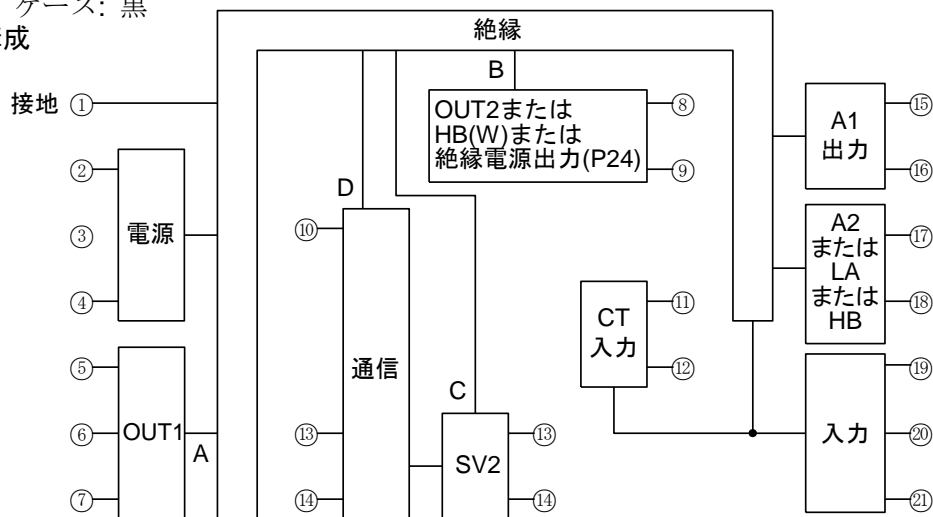 ケース: 黒
成
絶縁
接地 ①
B
OUT2または
HB(W)または
絶縁電源出力(P24)
⑧
⑨
A1
出力
⑮
⑯
②
③
④
電源
D
⑩
A2
または
LA
または
HB
⑰
⑱
CT
入力
⑪
⑫
通信
C
⑤
⑥
⑦
OUT1
A
⑬
⑭
SV2
⑬
⑭
入力
⑲
⑳
㉑